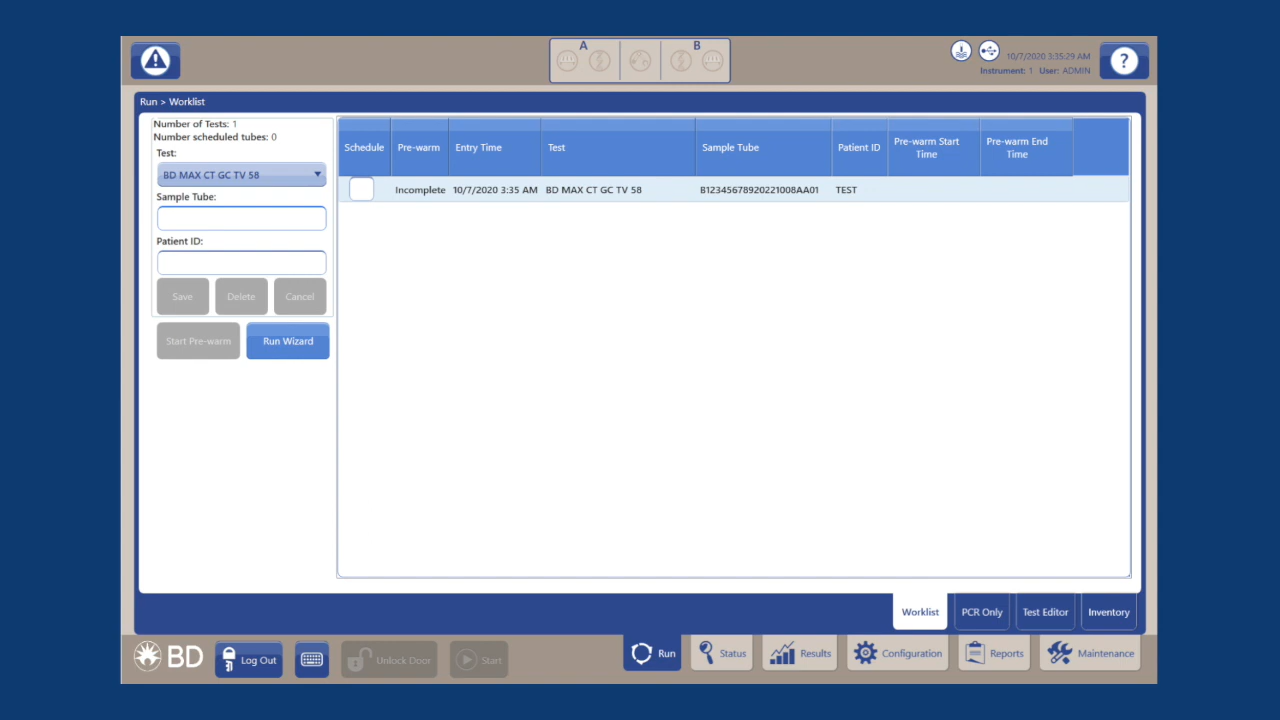 A
B
10/7/2020 3:35:29 AM
Instrument: 1 User: ADMIN
?
Run > Worklist
Number of Tests: 1
Number scheduled tubes: 0
Test:
BD MAX CT GC TV 58
Sample Tube:
Patient ID:
Save Delete Cancel
Start Pre-warm Run Wizard
Schedule Pre-warm Entry Time Test Sample Tube Patient ID Pre-warm Start Time Pre-warm End Time
Incomplete 10/7/2020 3:35 AM BD MAX CT GC TV 58 B12345678920221008AA01 TEST
Worklist PCR Only Test Editor Inventory
BD Log Out Unlock Door Start Run Status Results Configuration Reports Maintenance